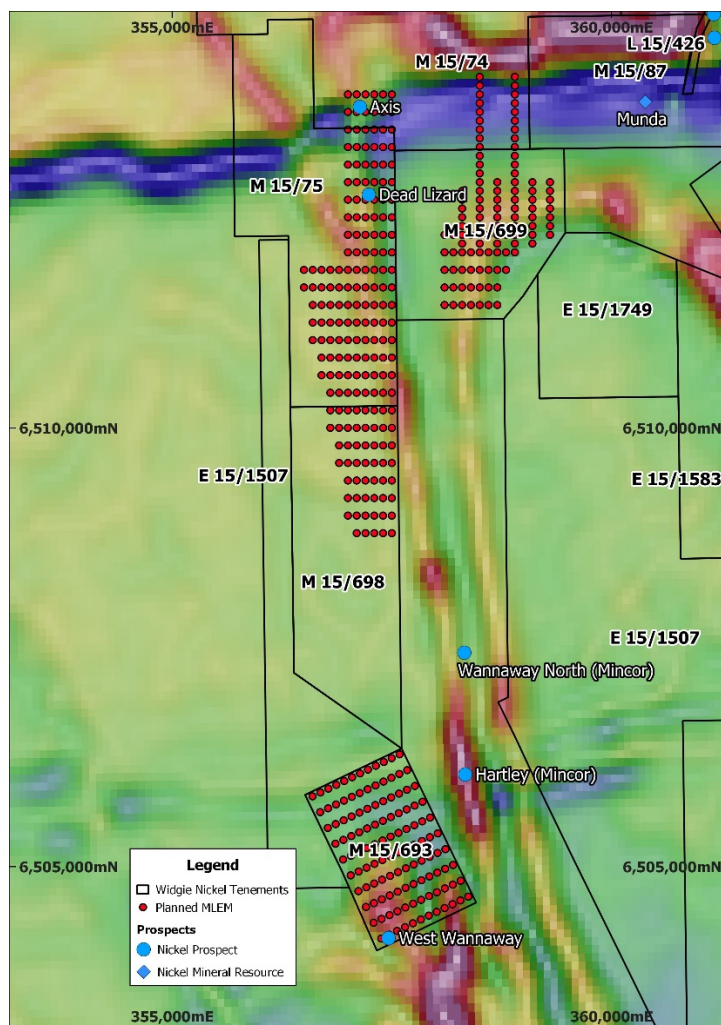 355,000mE
360,000mE
L 15/426
M 15/74
M 15/87
Axis
Munda
M 15/75
Dead Lizard
M 15/699
E 15/1749
6,510,000mN
6,510,000mN
E 15/1507
E 15/1583
M 15/698
E 15/1507
Wannaway North (Mincor)
Hartley (Mincor)
M 15/693
6,505,000mN
6,505,000mN
Legend
Widgie Nickel Tenements
Planned MLEM
Prospects
Nickel Prospect
Nickel Mineral Resource
West Wannaway
355,000mE
360,000mE